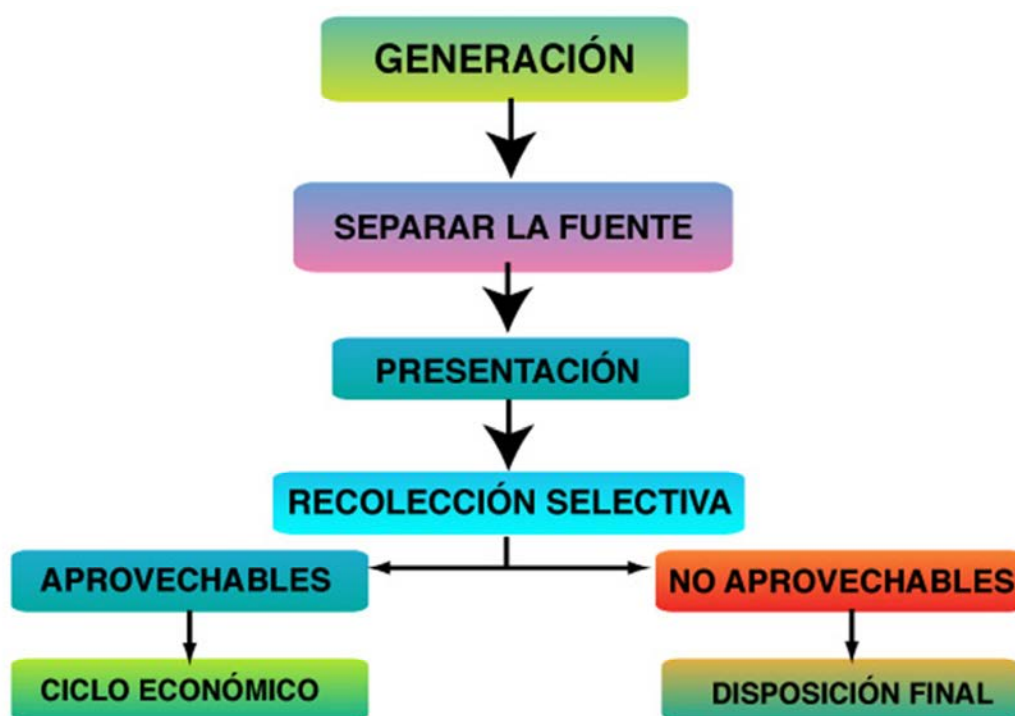 GENERACIÓN
SEPARAR LA FUENTE
PRESENTACIÓN
RECOLECCIÓN SELECTIVA
APROVECHABLES
NO APROVECHABLES
CICLO ECONÓMICO
DISPOSICIÓN FINAL